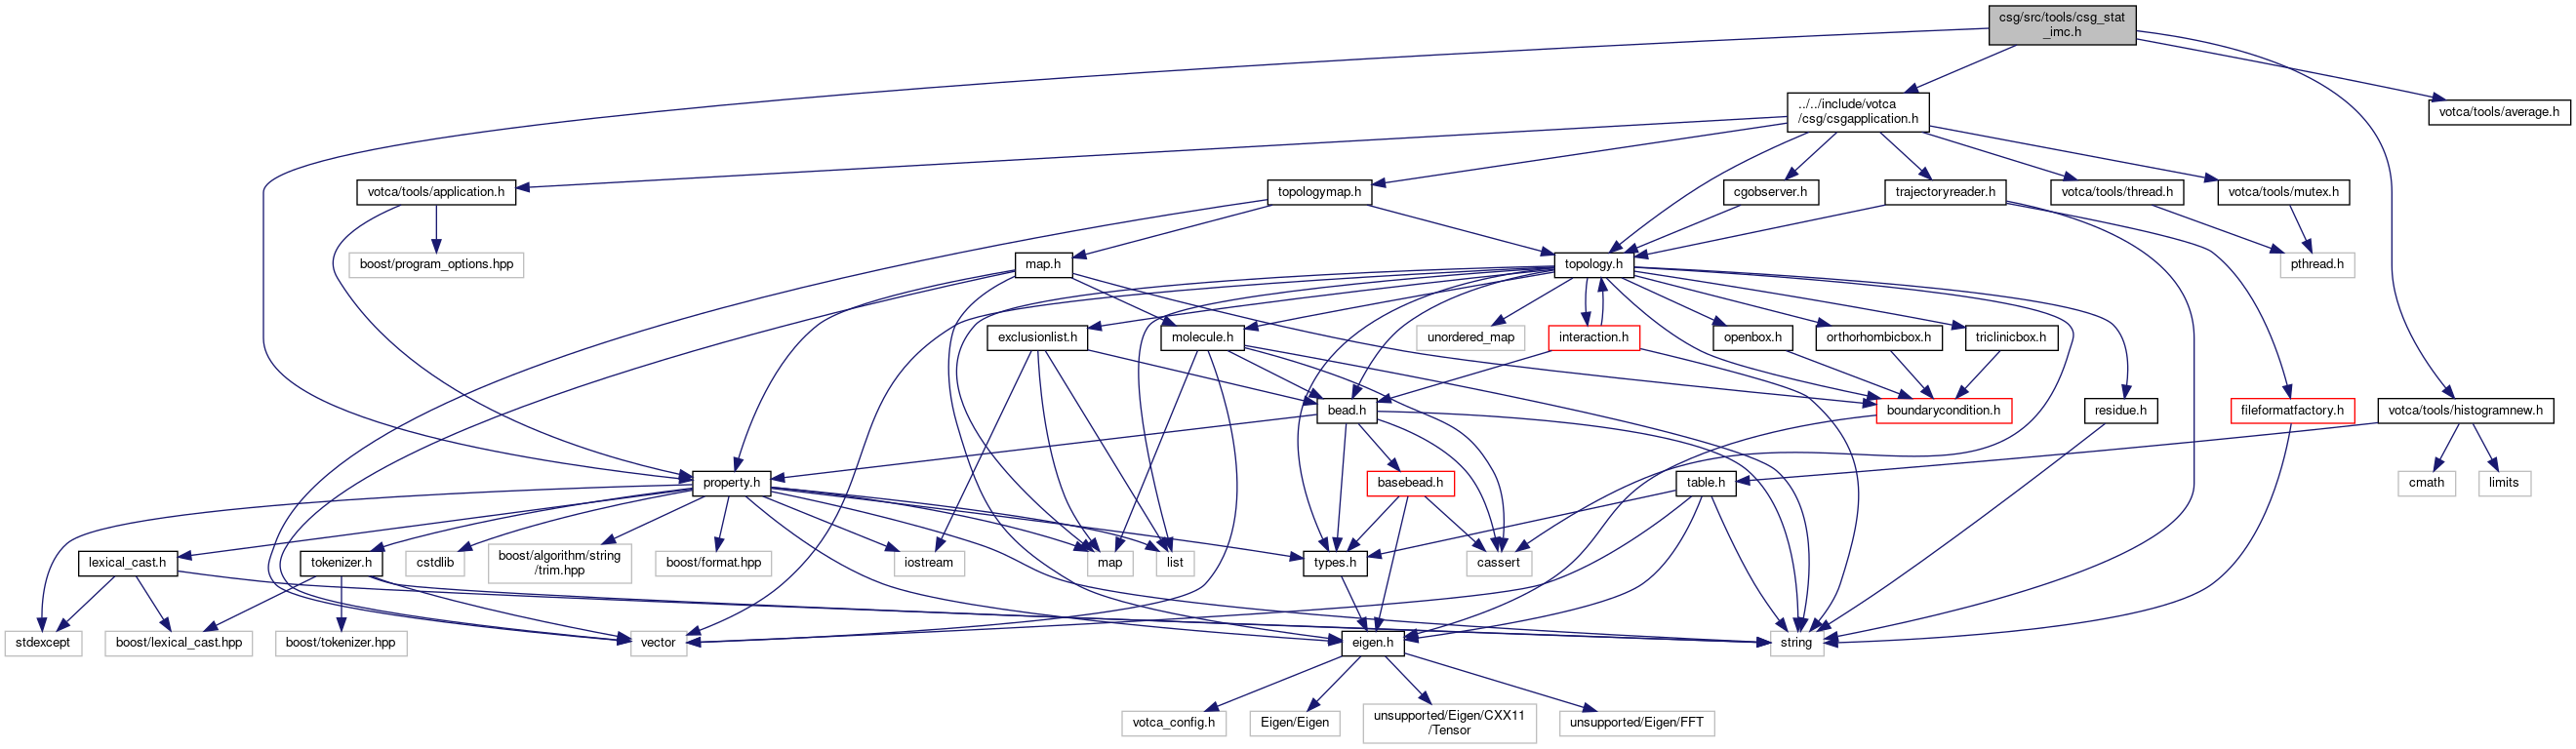 csg/src/tools/csg_stat
_imc.h
../../include/votca
/csg/csgapplication.h
votca/tools/average.h
votca/tools/application.h
topologymap.h
cgobserver.h
trajectoryreader.h
votca/tools/thread.h
votca/tools/mutex.h
boost/program_options.hpp
map.h
topology.h
pthread.h
exclusionlist.h
molecule.h
unordered_map
interaction.h
openbox.h
orthorhombicbox.h
triclinicbox.h
bead.h
boundarycondition.h
residue.h
fileformatfactory.h
votca/tools/histogramnew.h
property.h
basebead.h
table.h
cmath
limits
lexical_cast.h
tokenizer.h
cstdlib
boost/algorithm/string
/trim.hpp
boost/format.hpp
iostream
map
list
types.h
cassert
stdexcept
boost/lexical_cast.hpp
boost/tokenizer.hpp
vector
eigen.h
string
votca_config.h
Eigen/Eigen
unsupported/Eigen/CXX11
/Tensor
unsupported/Eigen/FFT